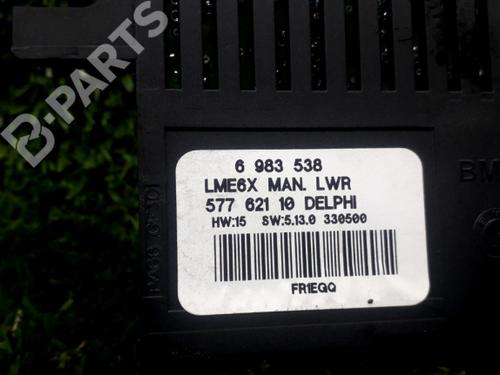 B-PARTS
6 983 538
LME6X MAN. LWR
577 621 10 DELPHI
HW:15 SW:5.13.0 330500
FR1EQQ
BM